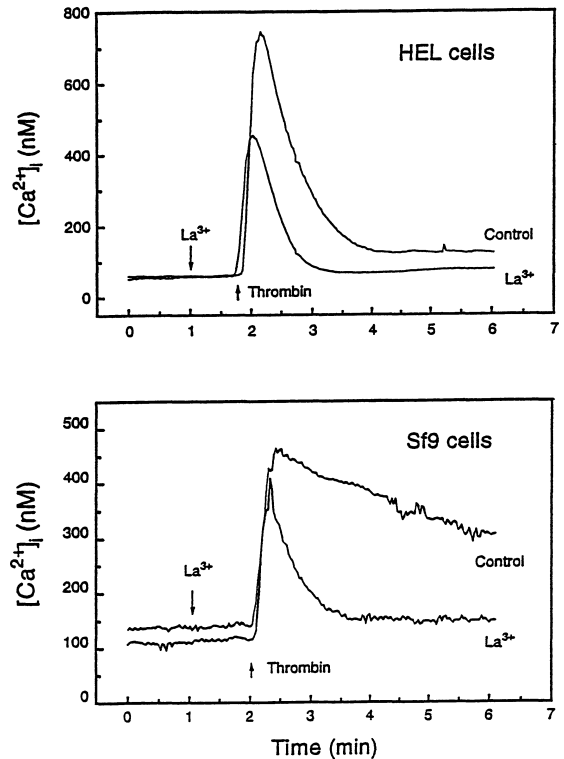 HEL cells
[Ca²⁺]ᵢ (nM)
800
600
400
200
0
La³⁺
Thrombin
Control
La³⁺
0 1 2 3 4 5 6 7
Sf9 cells
[Ca²⁺]ᵢ (nM)
500
400
300
200
100
0
La³⁺
Thrombin
Control
La³⁺
0 1 2 3 4 5 6 7
Time (min)